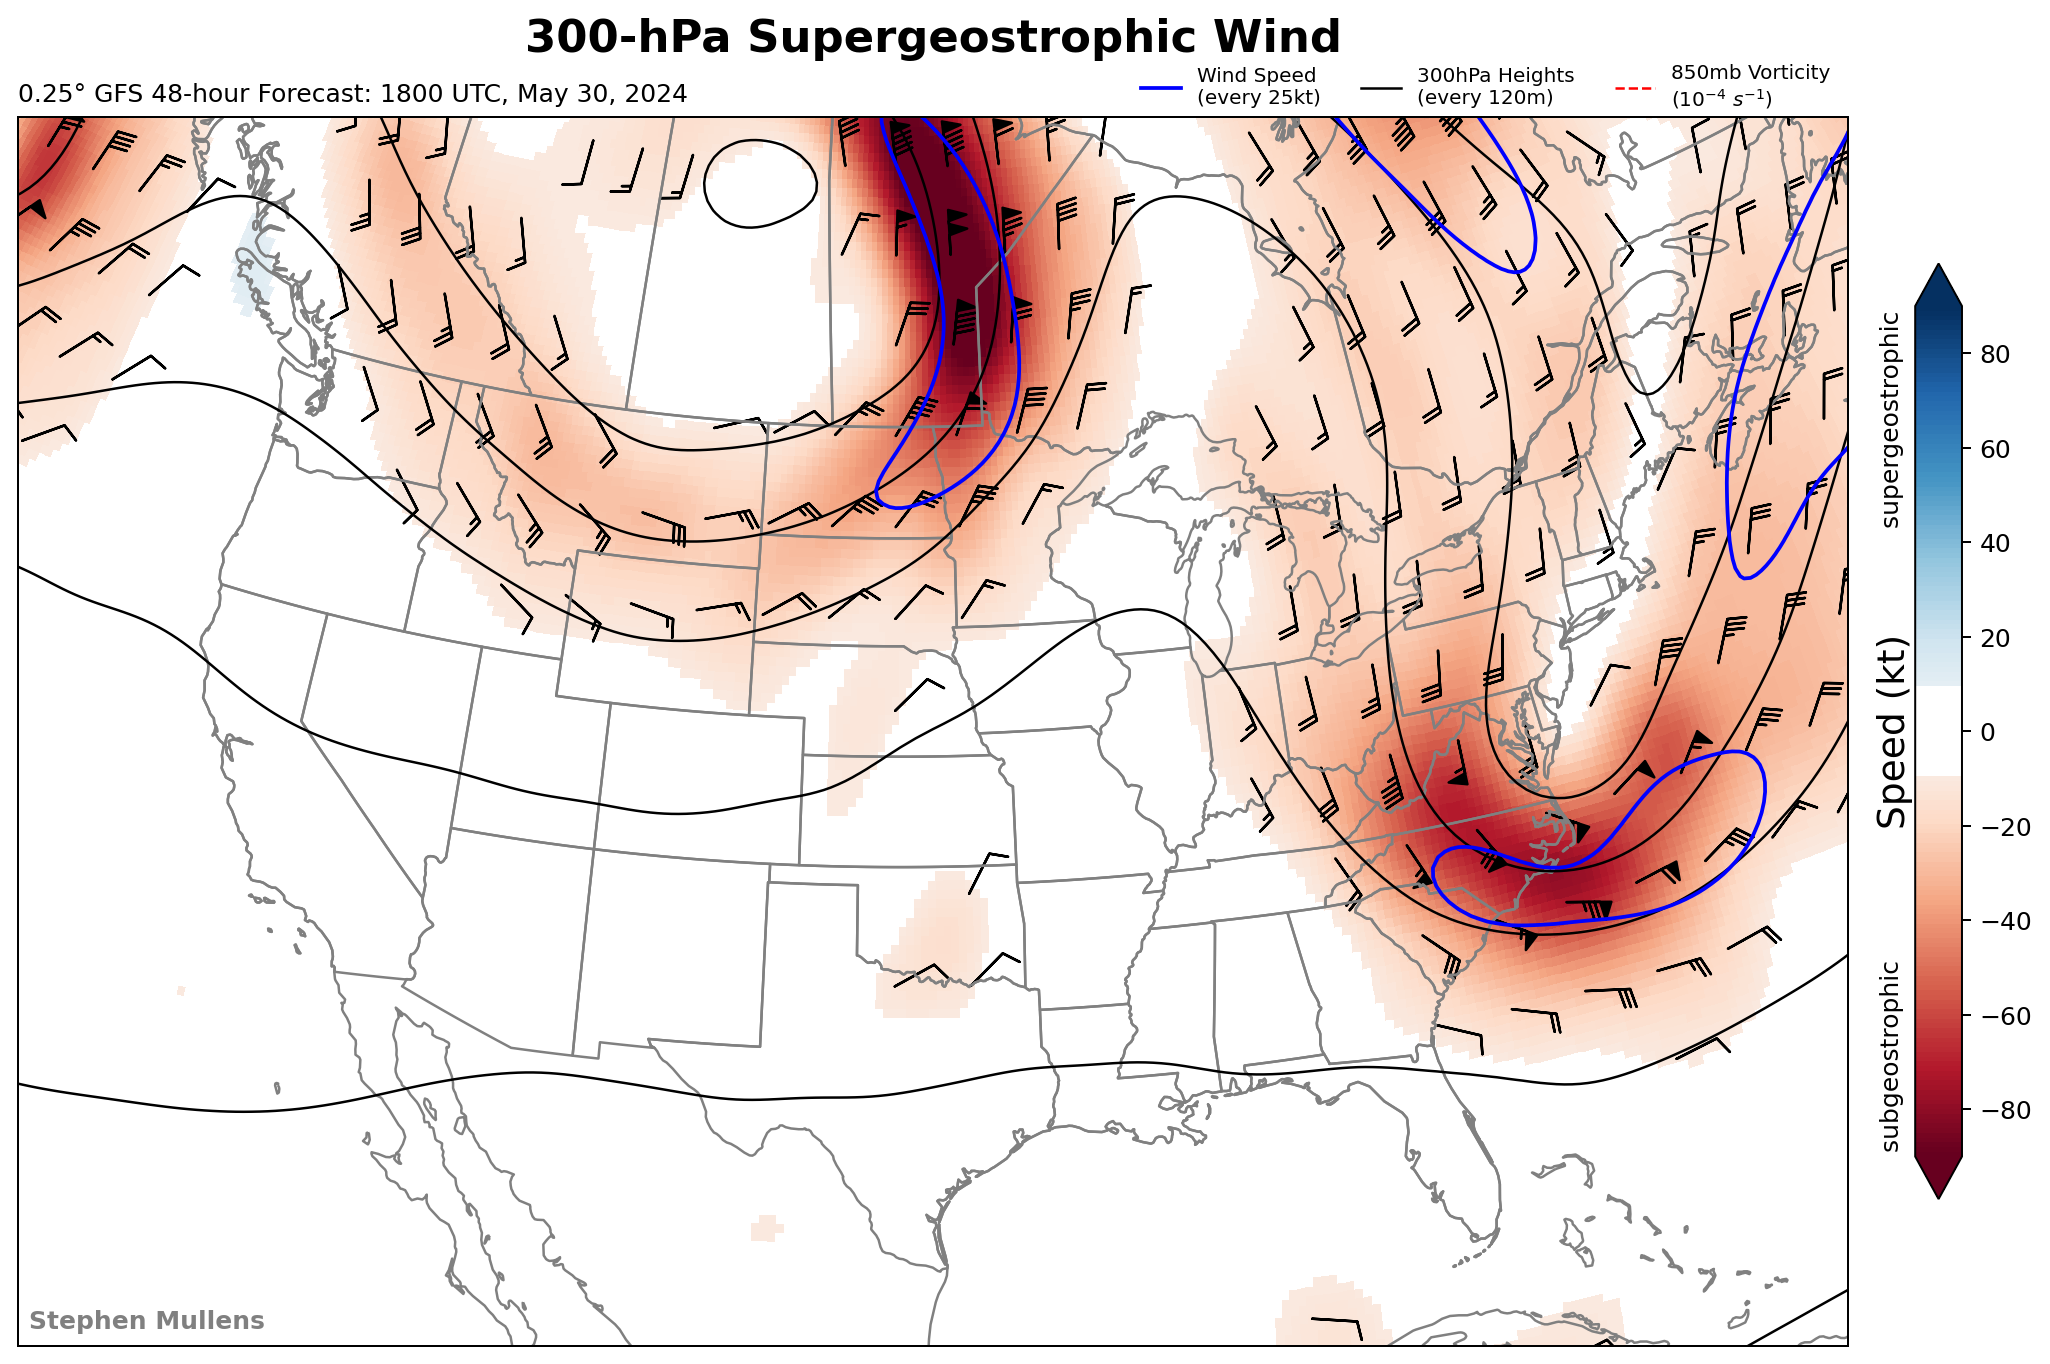 300-hPa Supergeostrophic Wind
0.25° GFS 48-hour Forecast: 1800 UTC, May 30, 2024
Wind Speed
(every 25kt)
300hPa Heights
(every 120m)
850mb Vorticity
(10⁻⁴ s⁻¹)
supergeostrophic
Speed (kt)
subgeostrophic
80
60
40
20
0
−20
−40
−60
−80
Stephen Mullens